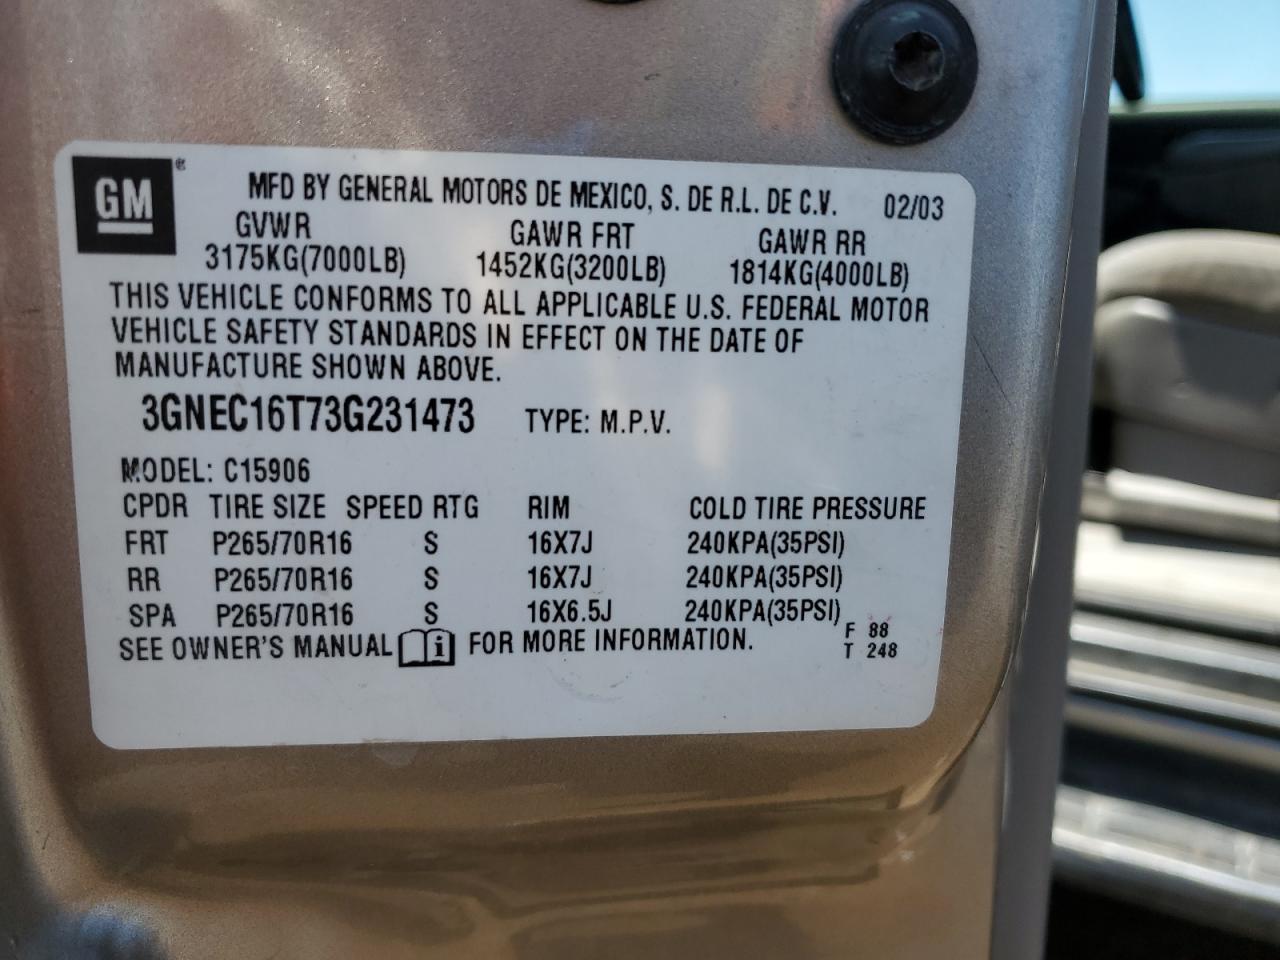 GM ® MFD BY GENERAL MOTORS DE MEXICO, S. DE R.L. DE C.V. 02/03
GVWR GAWR FRT GAWR RR
3175KG(7000LB) 1452KG(3200LB) 1814KG(4000LB)
THIS VEHICLE CONFORMS TO ALL APPLICABLE U.S. FEDERAL MOTOR
VEHICLE SAFETY STANDARDS IN EFFECT ON THE DATE OF
MANUFACTURE SHOWN ABOVE.
3GNEC16T73G231473 TYPE: M.P.V.
MODEL: C15906
CPDR TIRE SIZE SPEED RTG RIM COLD TIRE PRESSURE
FRT P265/70R16 S 16X7J 240KPA(35PSI)
RR P265/70R16 S 16X7J 240KPA(35PSI)
SPA P265/70R16 S 16X6.5J 240KPA(35PSI)
SEE OWNER'S MANUAL i FOR MORE INFORMATION. F 88
T 248